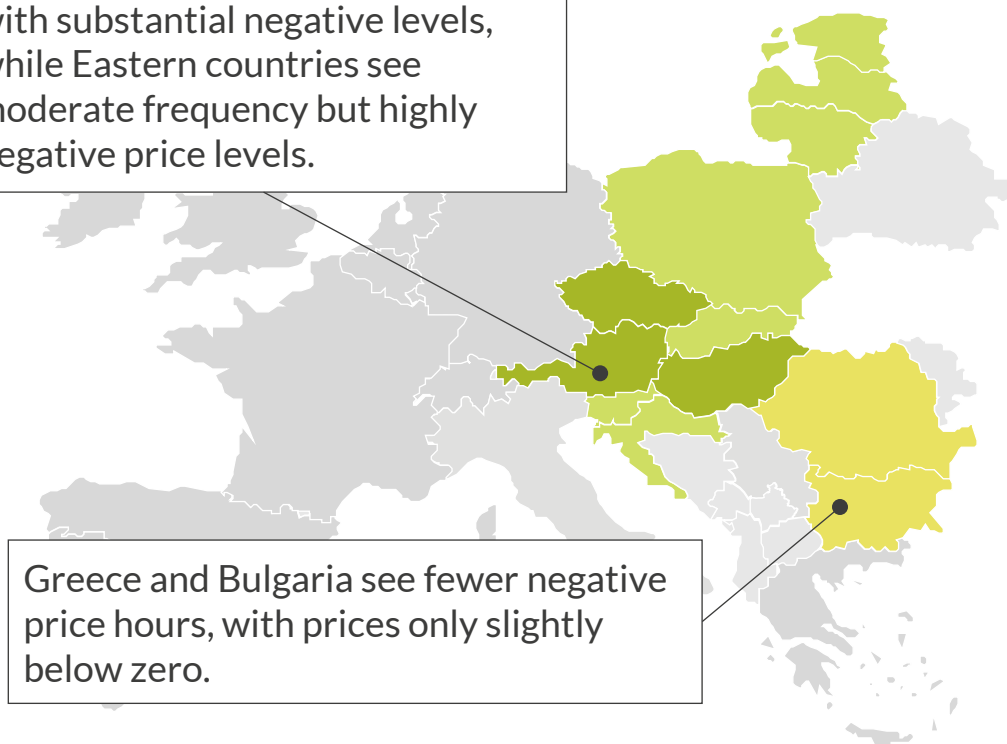 with substantial negative levels,
while Eastern countries see
moderate frequency but highly
negative price levels.
Greece and Bulgaria see fewer negative
price hours, with prices only slightly
below zero.